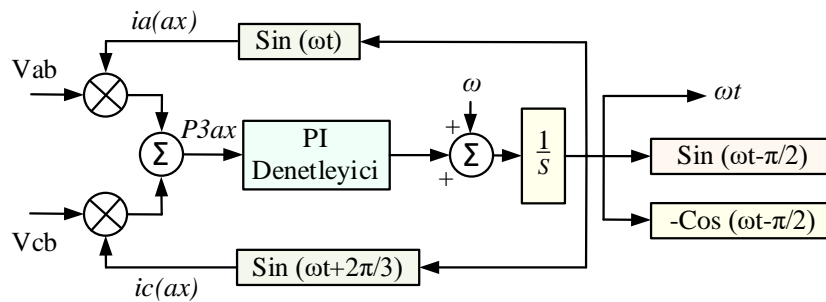 ia(ax)
Sin (ωt)
Vab
ω
ωt
P3ax
PI
Denetleyici
+
+
Σ
Σ
1
s
Sin (ωt-π/2)
-Cos (ωt-π/2)
Vcb
ic(ax)
Sin (ωt+2π/3)